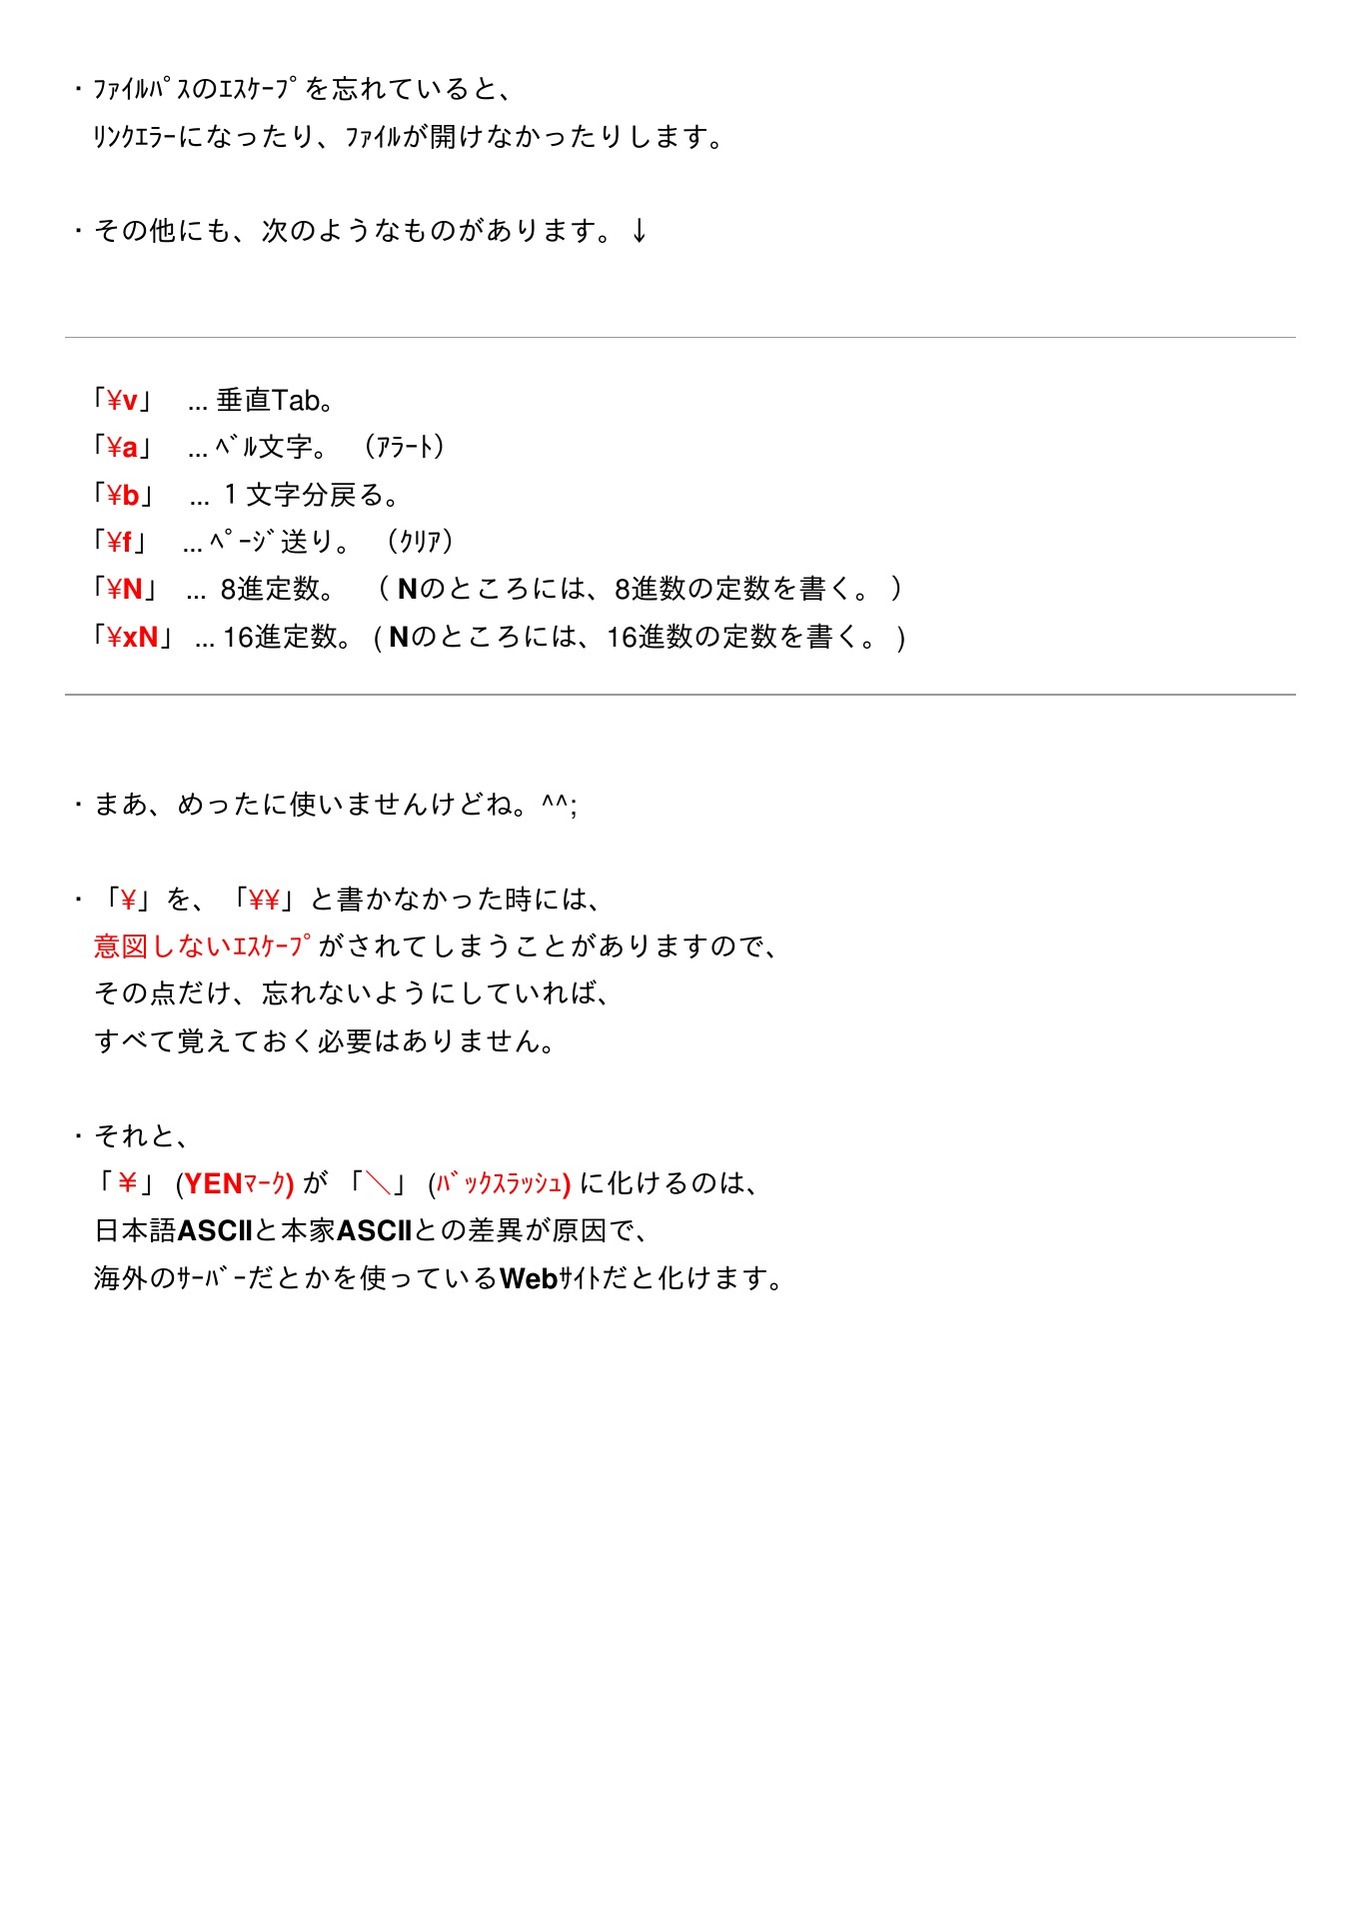 ・ﾌｧｲﾙﾊﾟｽのｴｽｹｰﾌﾟを忘れていると、
ﾘﾝｸｴﾗｰになったり、ﾌｧｲﾙが開けなかったりします。
・その他にも、次のようなものがあります。↓
「¥v」 ... 垂直Tab。
「¥a」 ... ﾍﾞﾙ文字。 （ｱﾗｰﾄ）
「¥b」 ... １文字分戻る。
「¥f」 ... ﾍﾟｰｼﾞ送り。 （ｸﾘｱ）
「¥N」 ... 8進定数。 （ Nのところには、8進数の定数を書く。 ）
「¥xN」 ... 16進定数。 ( Nのところには、16進数の定数を書く。 )
・まあ、めったに使いませんけどね。^^;
・「¥」を、「¥¥」と書かなかった時には、
意図しないｴｽｹｰﾌﾟがされてしまうことがありますので、
その点だけ、忘れないようにしていれば、
すべて覚えておく必要はありません。
・それと、
「￥」 (YENﾏｰｸ) が 「＼」 (ﾊﾞｯｸｽﾗｯｼｭ) に化けるのは、
日本語ASCIIと本家ASCIIとの差異が原因で、
海外のｻｰﾊﾞｰだとかを使っているWebｻｲﾄだと化けます。